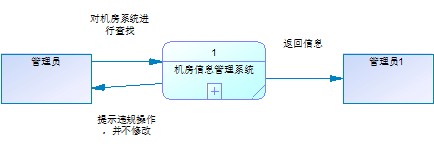 对机房系统进
行查找
管理员
1
机房信息管理系统
返回信息
管理员1
提示违规操作
，并不修改